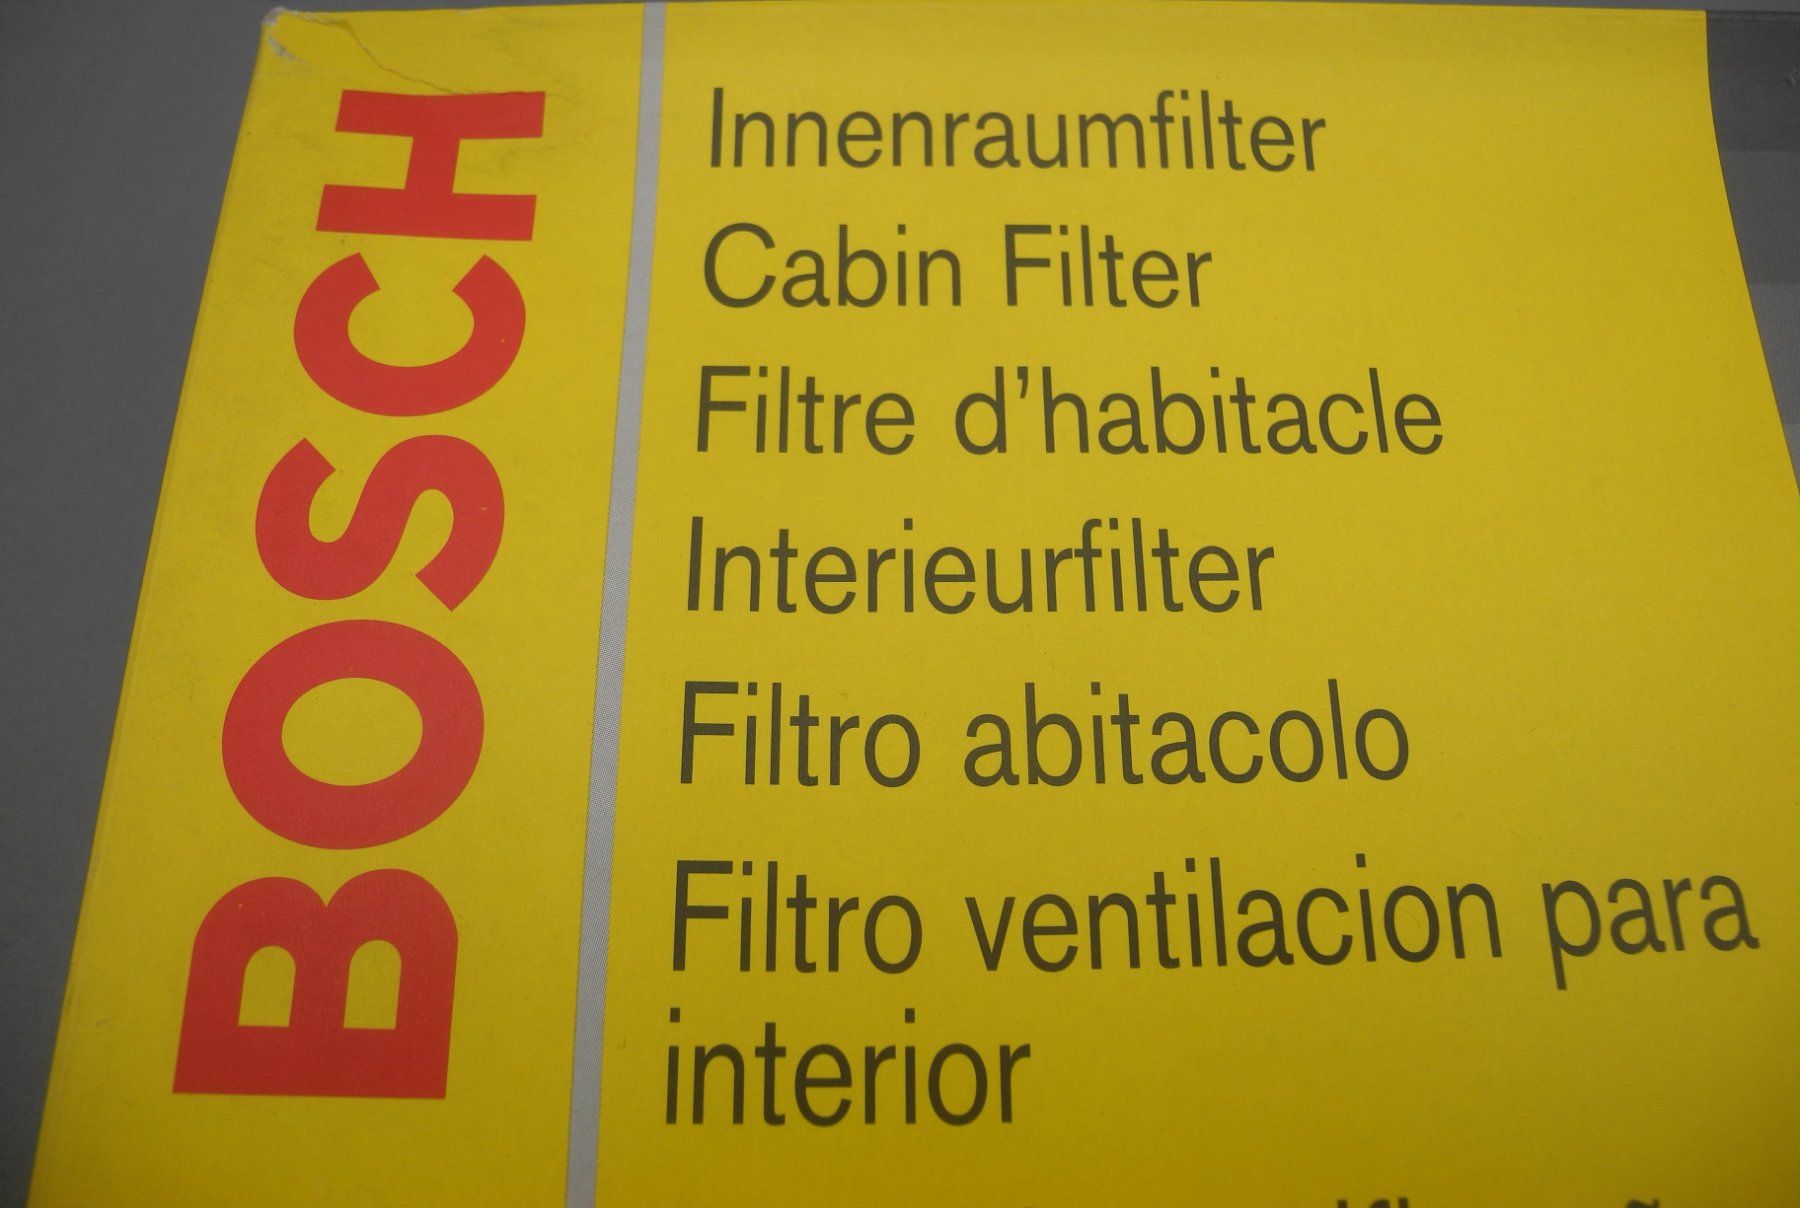 BOSCH
Innenraumfilter
Cabin Filter
Filtre d'habitacle
Interieurfilter
Filtro abitacolo
Filtro ventilacion para
interior